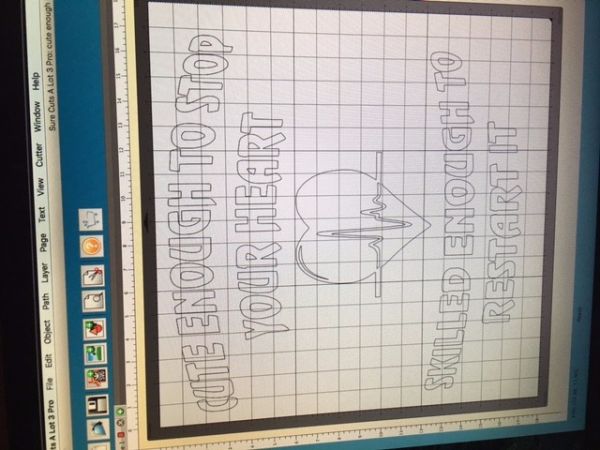 Sure Cuts A Lot 3 Pro: cute enough
ts A Lot 3 Pro File Edit Object Path Layer Page Text View Cutter Window Help
CUTE ENOUGH TO STOP
YOUR HEART
SKILLED ENOUGH TO
RESTART IT